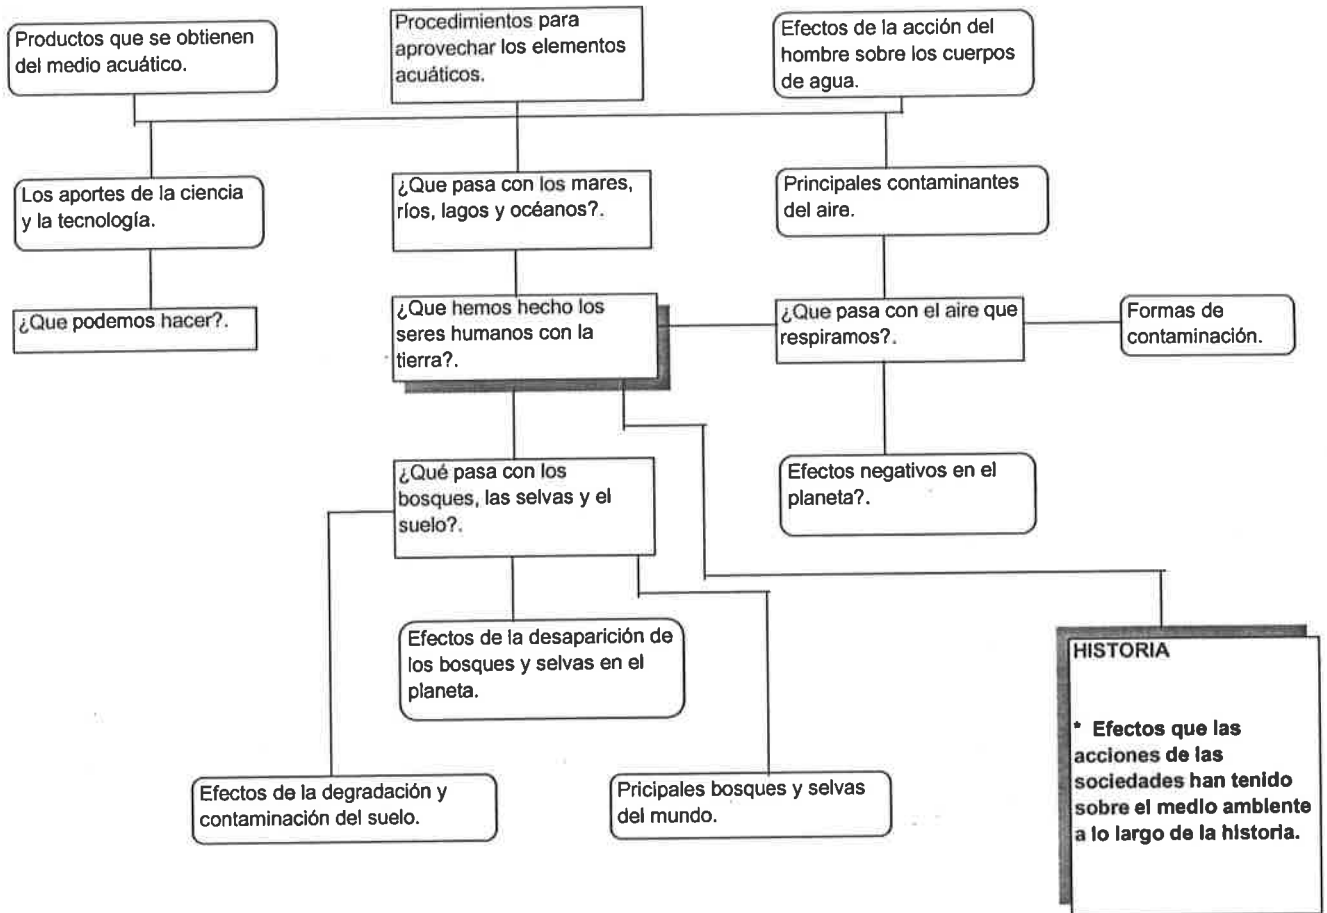 Productos que se obtienen
del medio acuático.
Procedimientos para
aprovechar los elementos
acuáticos.
Efectos de la acción del
hombre sobre los cuerpos
de agua.
Los aportes de la ciencia
y la tecnología.
¿Que pasa con los mares,
ríos, lagos y océanos?.
Principales contaminantes
del aire.
¿Que podemos hacer?.
¿Que hemos hecho los
seres humanos con la
tierra?.
¿Que pasa con el aire que
respiramos?.
Formas de
contaminación.
¿Qué pasa con los
bosques, las selvas y el
suelo?.
Efectos negativos en el
planeta?.
Efectos de la desaparición de
los bosques y selvas en el
planeta.
HISTORIA
* Efectos que las
acciones de las
sociedades han tenido
sobre el medio ambiente
a lo largo de la historia.
Efectos de la degradación y
contaminación del suelo.
Pricipales bosques y selvas
del mundo.